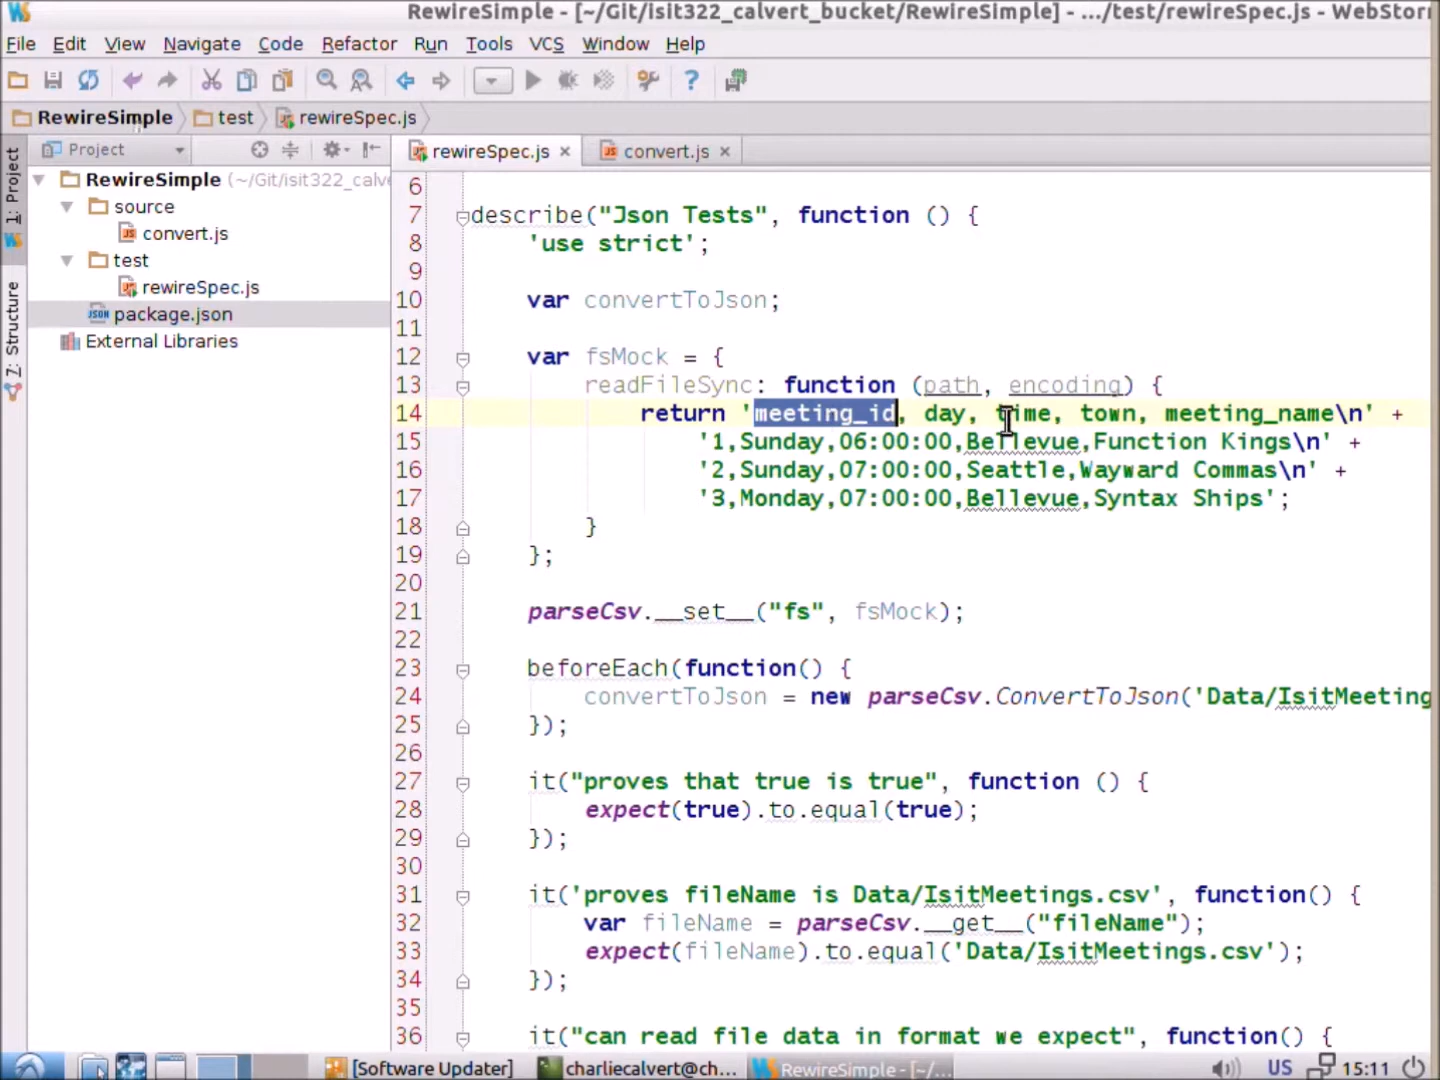 RewireSimple - [~/Git/isit322_calvert_bucket/RewireSimple] - .../test/rewireSpec.js - WebStorm
File Edit View Navigate Code Refactor Run Tools VCS Window Help
RewireSimple test rewireSpec.js
1: Project
Z: Structure
Project
rewireSpec.js convert.js
RewireSimple (~/Git/isit322_calve
source
convert.js
test
rewireSpec.js
package.json
External Libraries
6
7 describe("Json Tests", function () {
8 'use strict';
9
10 var convertToJson;
11
12 var fsMock = {
13 readFileSync: function (path, encoding) {
14 return 'meeting_id, day, time, town, meeting_name\n' +
15 '1,Sunday,06:00:00,Bellevue,Function Kings\n' +
16 '2,Sunday,07:00:00,Seattle,Wayward Commas\n' +
17 '3,Monday,07:00:00,Bellevue,Syntax Ships';
18 }
19 };
20
21 parseCsv.__set__("fs", fsMock);
22
23 beforeEach(function() {
24 convertToJson = new parseCsv.ConvertToJson('Data/IsitMeeting
25 });
26
27 it("proves that true is true", function () {
28 expect(true).to.equal(true);
29 });
30
31 it('proves fileName is Data/IsitMeetings.csv', function() {
32 var fileName = parseCsv.__get__("fileName");
33 expect(fileName).to.equal('Data/IsitMeetings.csv');
34 });
35
36 it("can read file data in format we expect", function() {
[Software Updater] charliecalvert@ch... RewireSimple - [~/... US 15:11